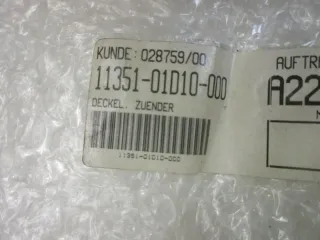 KUNDE: 028759/00
11351-01D10-000
DECKEL, ZUENDER
11351-01D10-000
AUFTR
A22